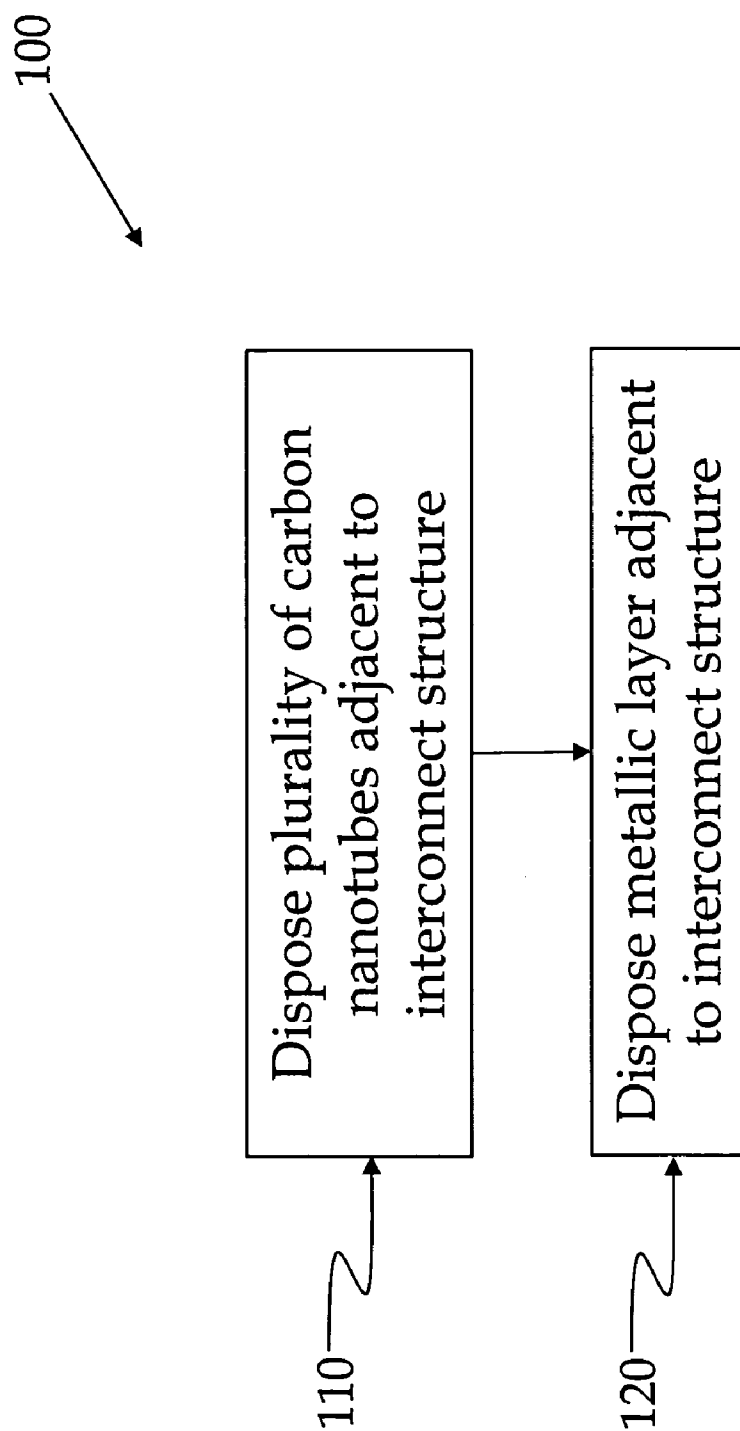 100
110
Dispose plurality of carbon
nanotubes adjacent to
interconnect structure
120
Dispose metallic layer adjacent
to interconnect structure